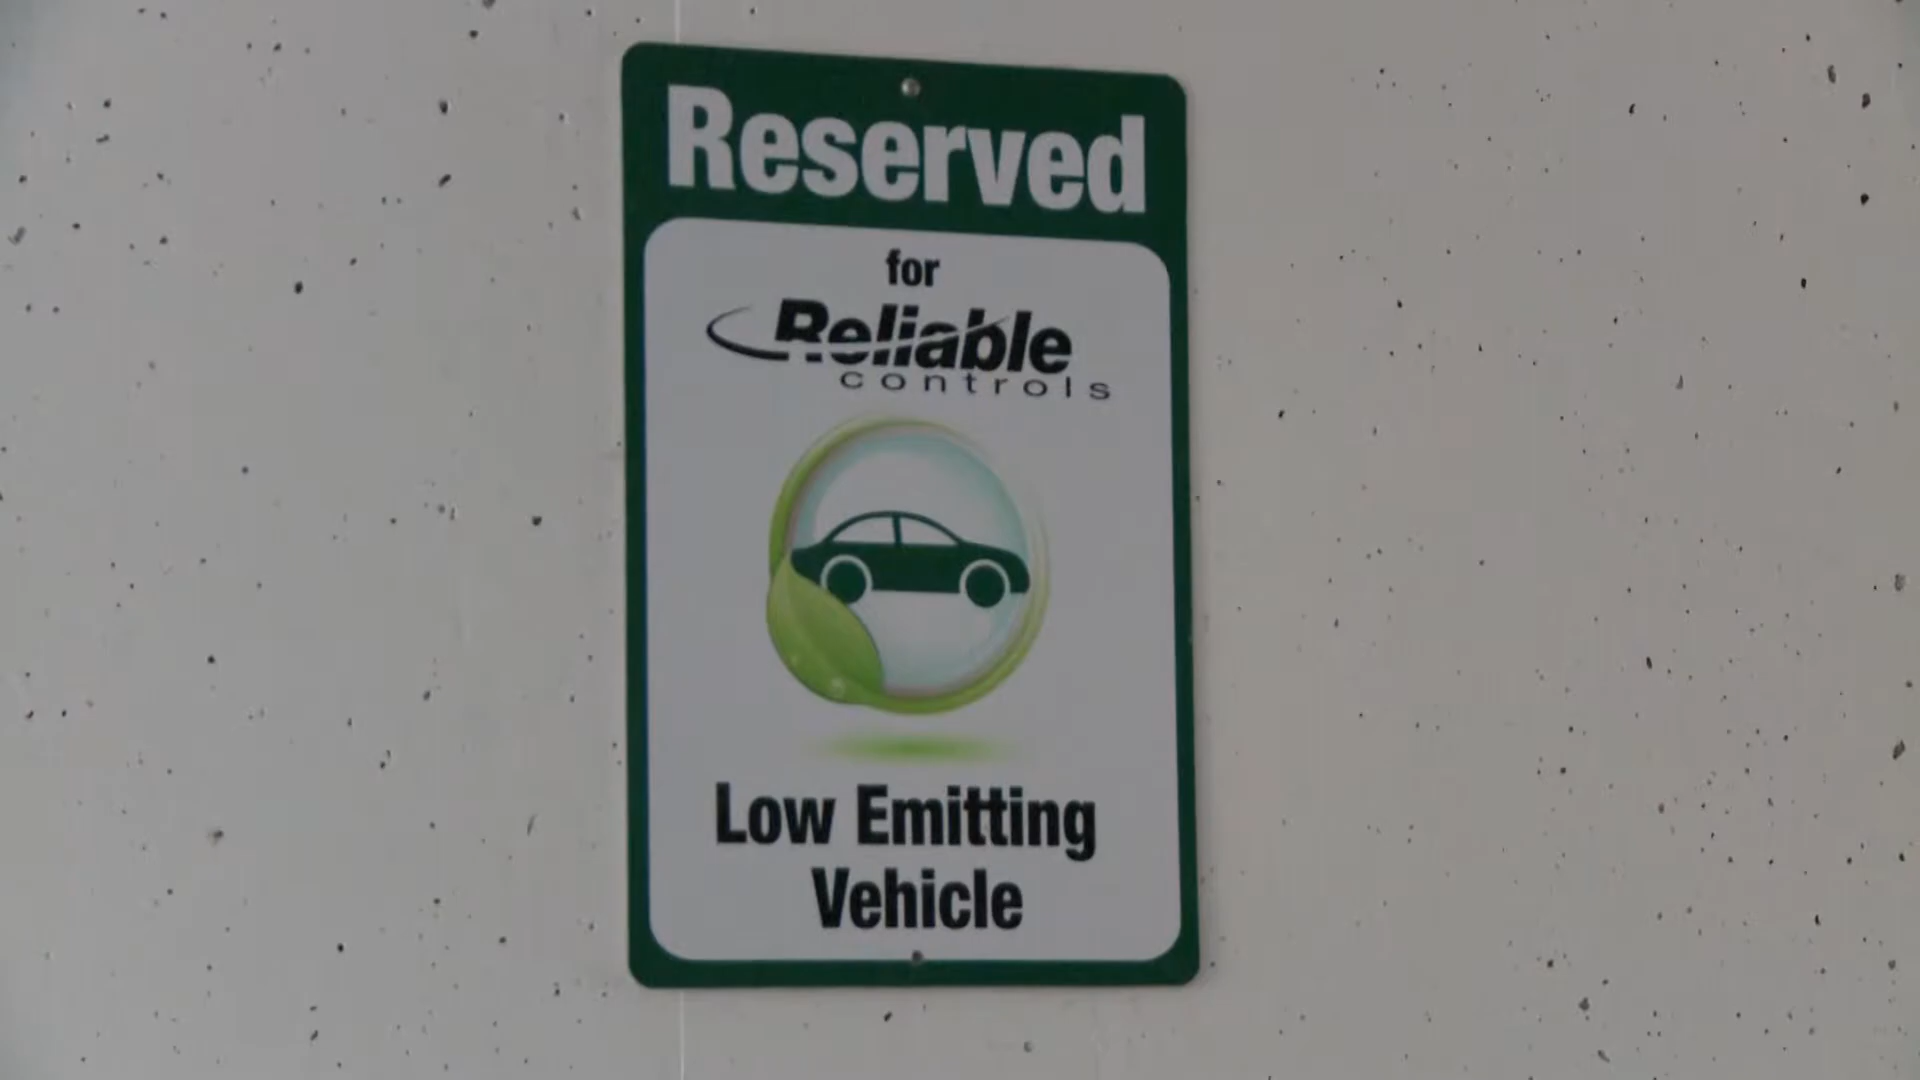 Reserved
for
Reliable
controls
Low Emitting
Vehicle